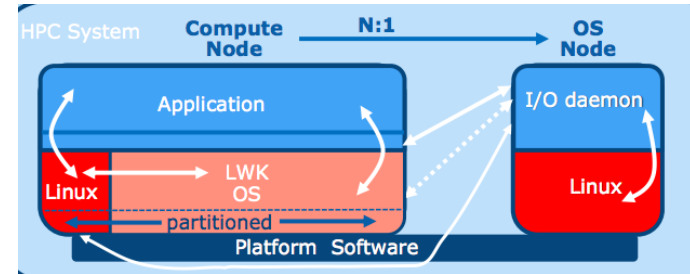 HPC System
Compute Node
N:1
OS Node
Application
I/O daemon
Linux
LWK OS
Linux
partitioned
Platform Software